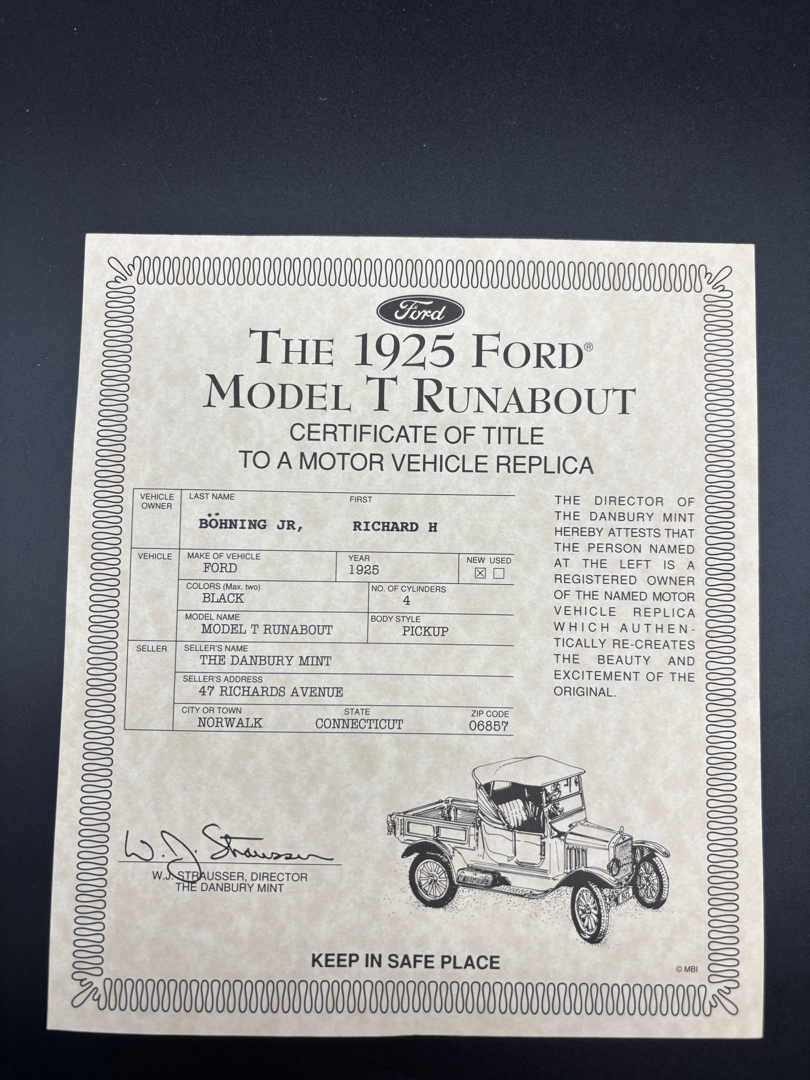 Ford
THE 1925 FORD®
MODEL T RUNABOUT
CERTIFICATE OF TITLE
TO A MOTOR VEHICLE REPLICA
VEHICLE OWNER
LAST NAME FIRST
BÖHNING JR, RICHARD H
VEHICLE
MAKE OF VEHICLE YEAR NEW USED
FORD 1925 ☒ ☐
COLORS (Max. two) NO. OF CYLINDERS
BLACK 4
MODEL NAME BODY STYLE
MODEL T RUNABOUT PICKUP
SELLER
SELLER'S NAME
THE DANBURY MINT
SELLER'S ADDRESS
47 RICHARDS AVENUE
CITY OR TOWN STATE ZIP CODE
NORWALK CONNECTICUT 06857
THE DIRECTOR OF
THE DANBURY MINT
HEREBY ATTESTS THAT
THE PERSON NAMED
AT THE LEFT IS A
REGISTERED OWNER
OF THE NAMED MOTOR
VEHICLE REPLICA
WHICH AUTHEN-
TICALLY RE-CREATES
THE BEAUTY AND
EXCITEMENT OF THE
ORIGINAL.
W. J. Strausser
W.J. STRAUSSER, DIRECTOR
THE DANBURY MINT
KEEP IN SAFE PLACE
© MBI